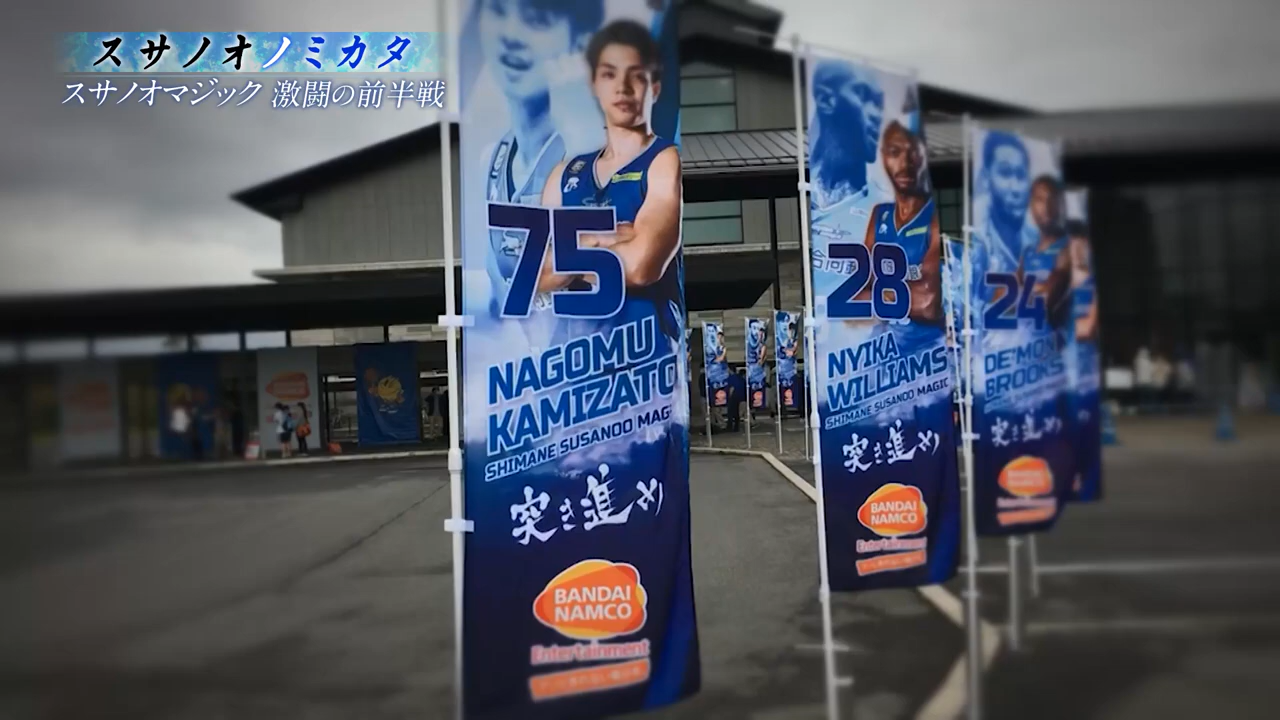 スサノオノミカタ
スサノオマジック 激闘の前半戦
75
NAGOMU
KAMIZATO
SHIMANE SUSANOO MAG
突き進め
BANDAI
NAMCO
Entertainment
28
NYIKA
WILLIAMS
SHIMANE SUSANOO MAGIC
突き進め
BANDAI
NAMCO
Entertainment
24
DE'MON
BROOKS
SHIMANE SUSANOO MAGIC
突き進め
BANDAI
NAMCO